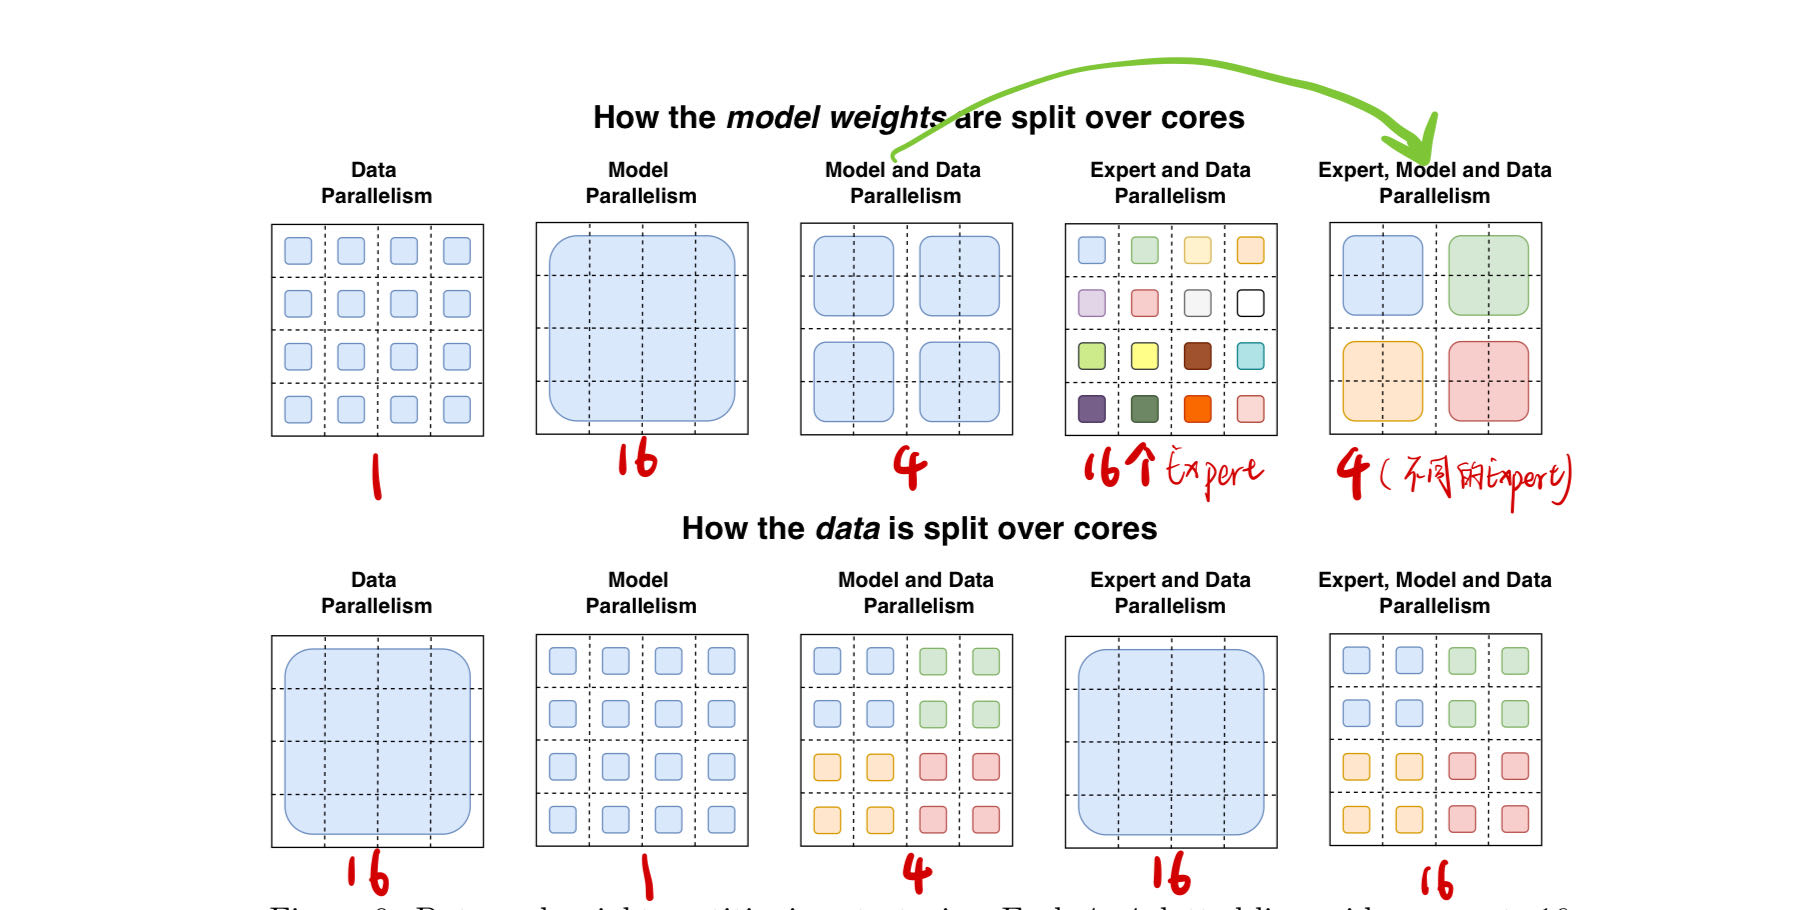 How the model weights are split over cores
Data Parallelism
Model Parallelism
Model and Data Parallelism
Expert and Data Parallelism
Expert, Model and Data Parallelism
1
16
4
16个 Expert
4 (不同的Expert)
How the data is split over cores
Data Parallelism
Model Parallelism
Model and Data Parallelism
Expert and Data Parallelism
Expert, Model and Data Parallelism
16
1
4
16
16